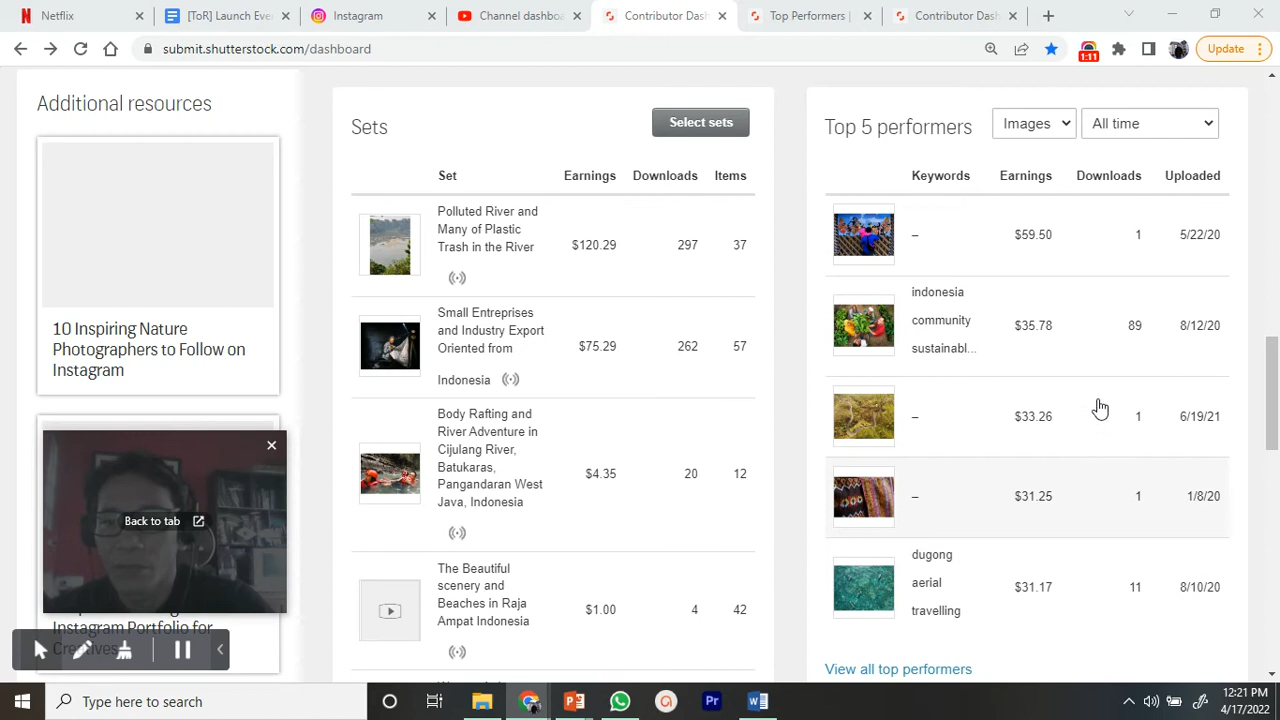 Netflix
[ToR] Launch Eve
Instagram
Channel dashbo
Contributor Dash
Top Performers |
Contributor Dash
submit.shutterstock.com/dashboard
1:11
Update
Additional resources
10 Inspiring Nature
Photographers to Follow on
Instagram
Back to tab
Instagram Portfolio for
Creatives
Sets
Select sets
Set Earnings Downloads Items
Polluted River and
Many of Plastic
Trash in the River
$120.29 297 37
Small Entreprises
and Industry Export
Oriented from
Indonesia
$75.29 262 57
Body Rafting and
River Adventure in
Cijulang River,
Batukaras,
Pangandaran West
Java, Indonesia
$4.35 20 12
The Beautiful
scenery and
Beaches in Raja
Ampat Indonesia
$1.00 4 42
Top 5 performers
Images
All time
Keywords Earnings Downloads Uploaded
– $59.50 1 5/22/20
indonesia
community
sustainabl...
$35.78 89 8/12/20
– $33.26 1 6/19/21
– $31.25 1 1/8/20
dugong
aerial
travelling
$31.17 11 8/10/20
View all top performers
Type here to search
12:21 PM
4/17/2022